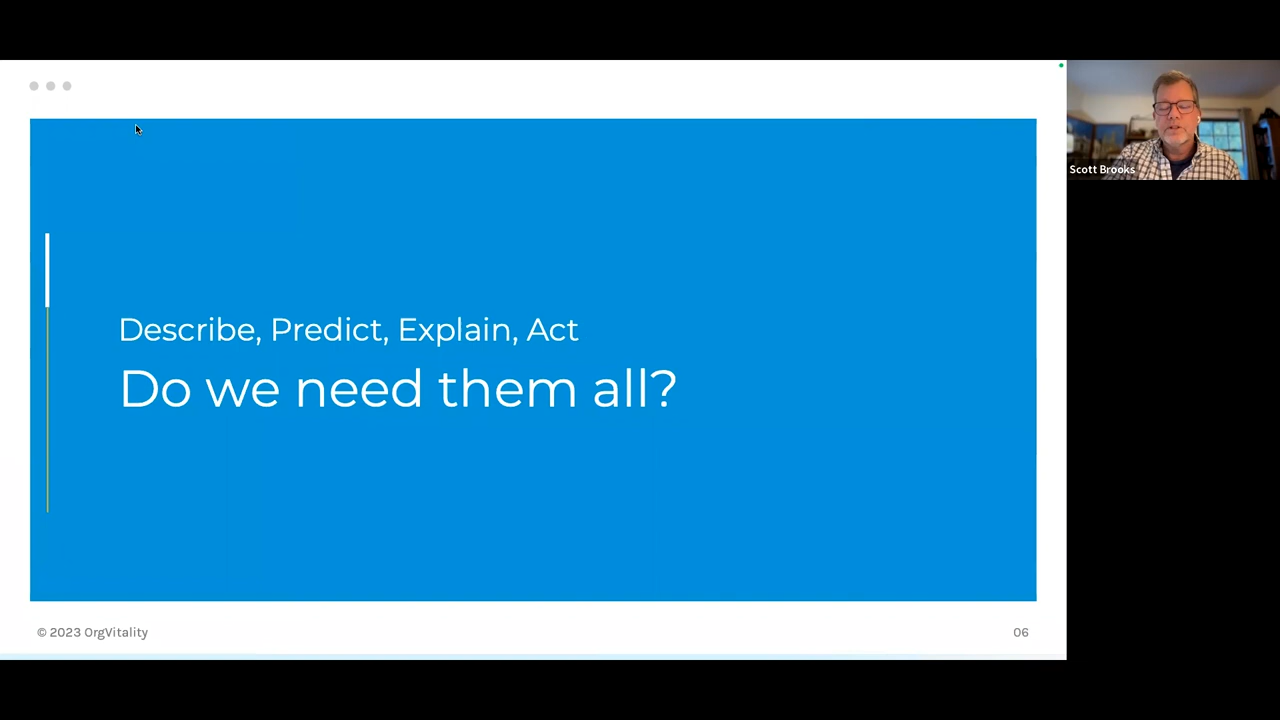 Describe, Predict, Explain, Act
Do we need them all?
© 2023 OrgVitality
06
Scott Brooks